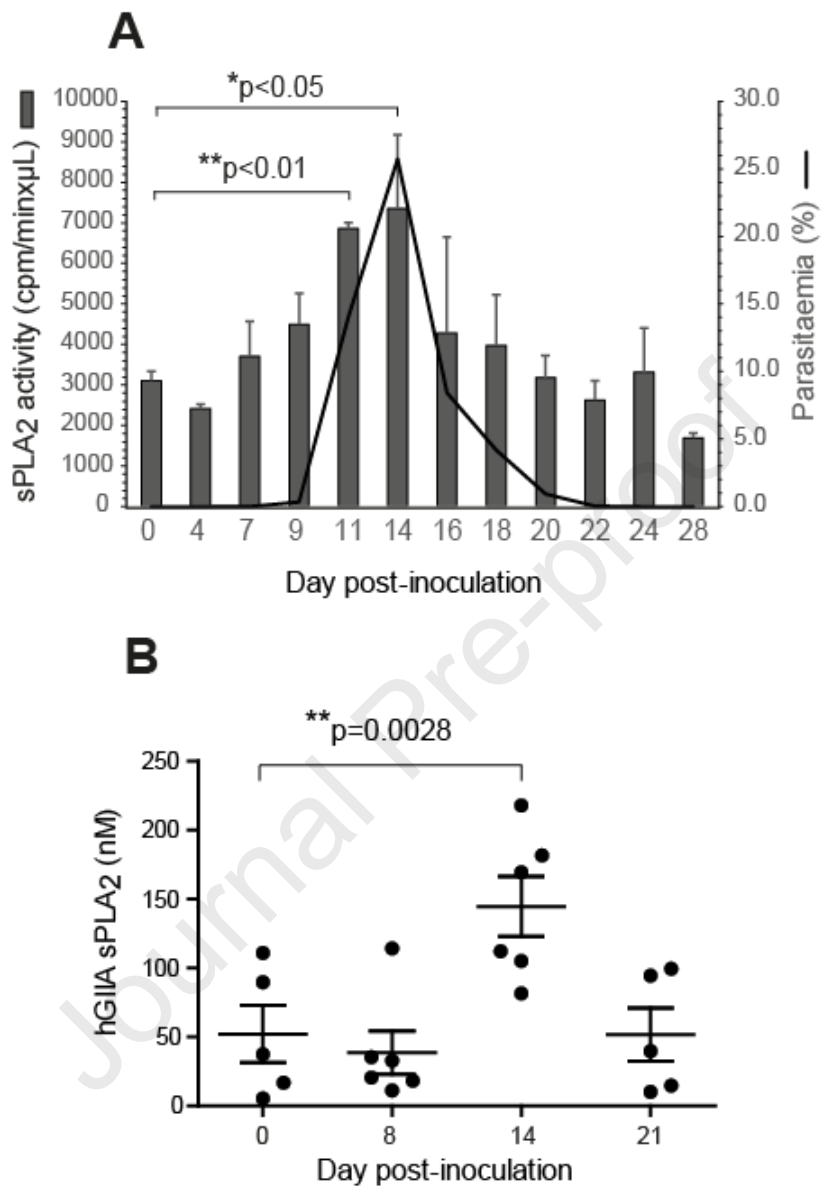 A
*p<0.05
**p<0.01
sPLA2 activity (cpm/minxµL)
10000
9000
8000
7000
6000
5000
4000
3000
2000
1000
0
30.0
25.0
20.0
15.0
10.0
5.0
0.0
Parasitaemia (%)
0 4 7 9 11 14 16 18 20 22 24 28
Day post-inoculation
B
**p=0.0028
hGIIA sPLA2 (nM)
250
200
150
100
50
0
0 8 14 21
Day post-inoculation
Journal Pre-proof